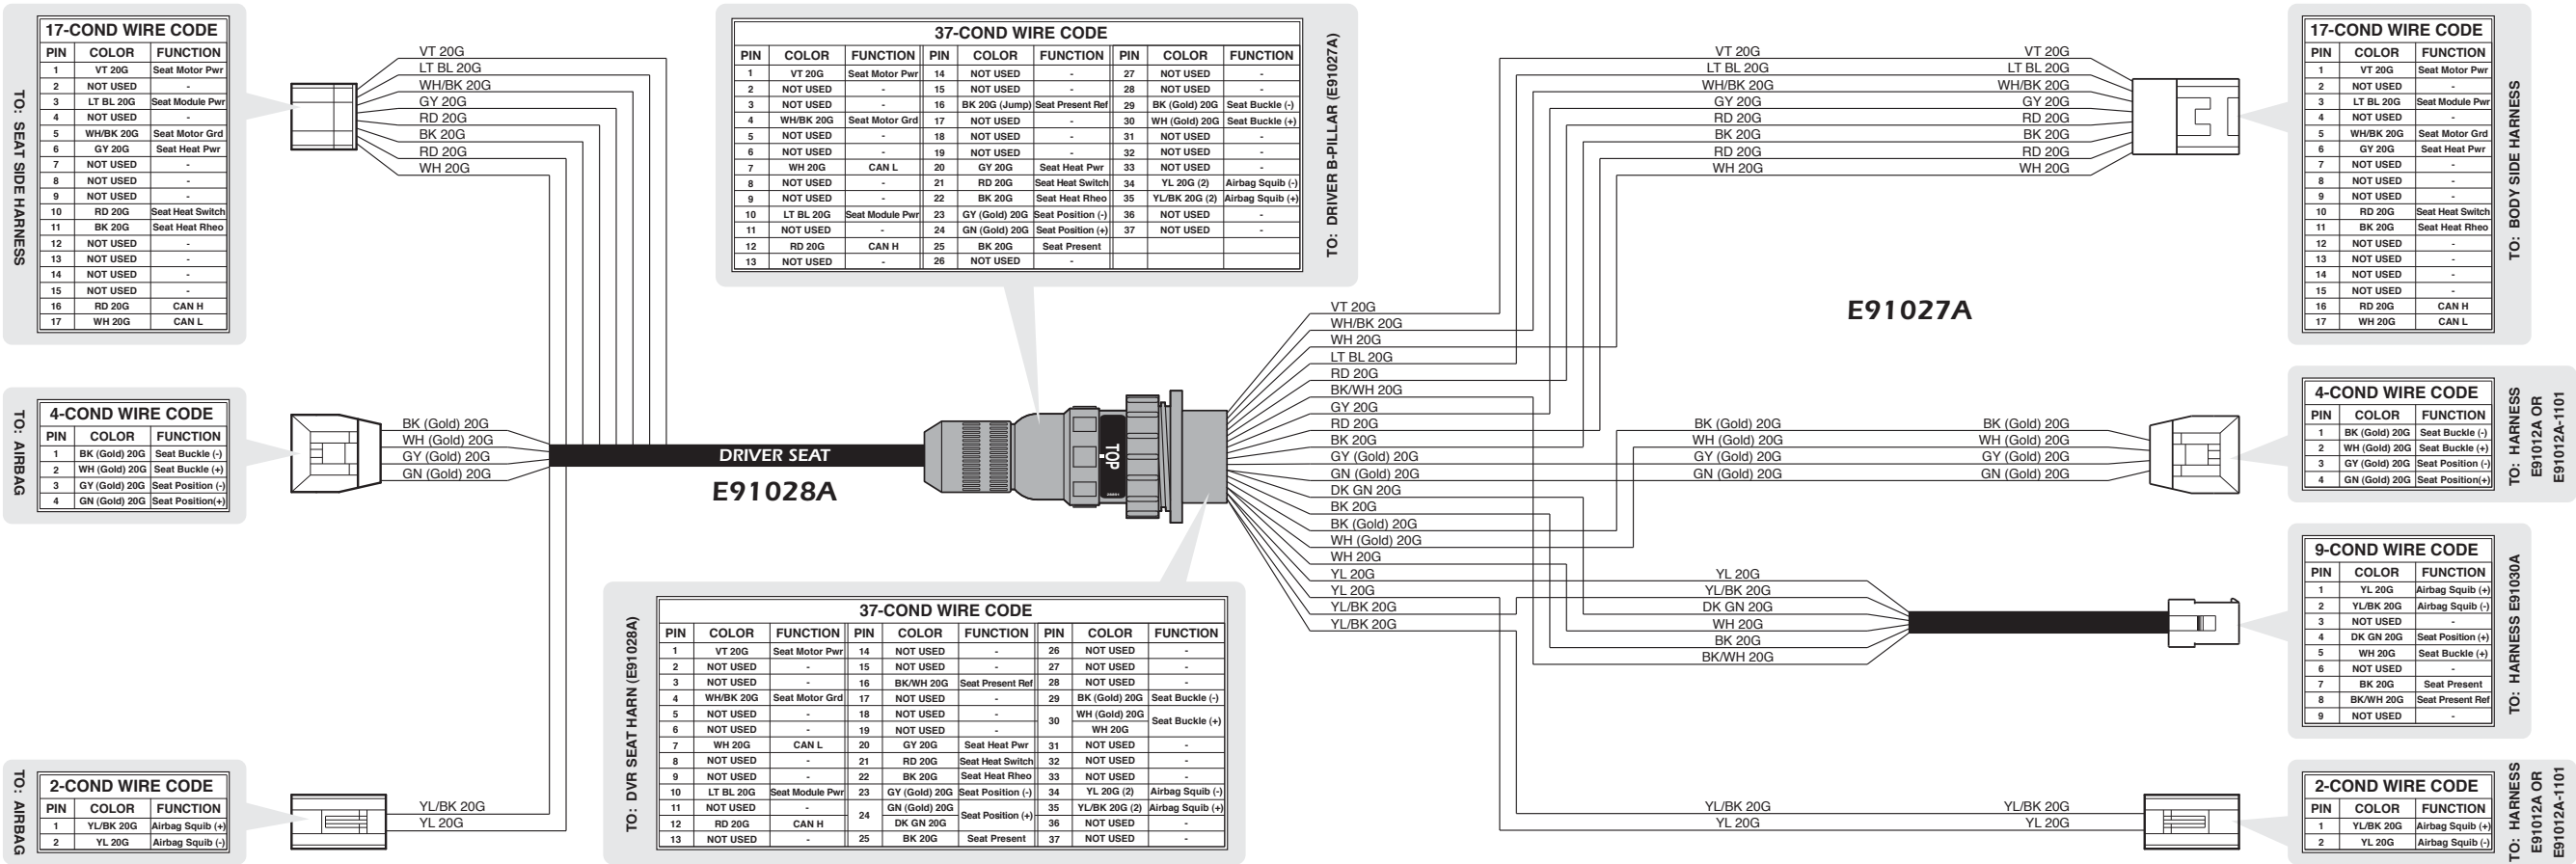 TO: SEAT SIDE HARNESS
17-COND WIRE CODE
PIN COLOR FUNCTION
1 VT 20G Seat Motor Pwr
2 NOT USED -
3 LT BL 20G Seat Module Pwr
4 NOT USED -
5 WH/BK 20G Seat Motor Grd
6 GY 20G Seat Heat Pwr
7 NOT USED -
8 NOT USED -
9 NOT USED -
10 RD 20G Seat Heat Switch
11 BK 20G Seat Heat Rheo
12 NOT USED -
13 NOT USED -
14 NOT USED -
15 NOT USED -
16 RD 20G CAN H
17 WH 20G CAN L
VT 20G
LT BL 20G
WH/BK 20G
GY 20G
RD 20G
BK 20G
RD 20G
WH 20G
TO: AIRBAG
4-COND WIRE CODE
PIN COLOR FUNCTION
1 BK (Gold) 20G Seat Buckle (-)
2 WH (Gold) 20G Seat Buckle (+)
3 GY (Gold) 20G Seat Position (-)
4 GN (Gold) 20G Seat Position(+)
BK (Gold) 20G
WH (Gold) 20G
GY (Gold) 20G
GN (Gold) 20G
TO: AIRBAG
2-COND WIRE CODE
PIN COLOR FUNCTION
1 YL/BK 20G Airbag Squib (+)
2 YL 20G Airbag Squib (-)
YL/BK 20G
YL 20G
37-COND WIRE CODE
PIN COLOR FUNCTION PIN COLOR FUNCTION PIN COLOR FUNCTION
1 VT 20G Seat Motor Pwr 14 NOT USED - 27 NOT USED -
2 NOT USED - 15 NOT USED - 28 NOT USED -
3 NOT USED - 16 BK 20G (Jump) Seat Present Ref 29 BK (Gold) 20G Seat Buckle (-)
4 WH/BK 20G Seat Motor Grd 17 NOT USED - 30 WH (Gold) 20G Seat Buckle (+)
5 NOT USED - 18 NOT USED - 31 NOT USED -
6 NOT USED - 19 NOT USED - 32 NOT USED -
7 WH 20G CAN L 20 GY 20G Seat Heat Pwr 33 NOT USED -
8 NOT USED - 21 RD 20G Seat Heat Switch 34 YL 20G (2) Airbag Squib (-)
9 NOT USED - 22 BK 20G Seat Heat Rheo 35 YL/BK 20G (2) Airbag Squib (+)
10 LT BL 20G Seat Module Pwr 23 GY (Gold) 20G Seat Position (-) 36 NOT USED -
11 NOT USED - 24 GN (Gold) 20G Seat Position (+) 37 NOT USED -
12 RD 20G CAN H 25 BK 20G Seat Present
13 NOT USED - 26 NOT USED -
TO: DRIVER B-PILLAR (E91027A)
DRIVER SEAT
E91028A
TOP
TO: DVR SEAT HARN (E91028A)
37-COND WIRE CODE
PIN COLOR FUNCTION PIN COLOR FUNCTION PIN COLOR FUNCTION
1 VT 20G Seat Motor Pwr 14 NOT USED - 26 NOT USED -
2 NOT USED - 15 NOT USED - 27 NOT USED -
3 NOT USED - 16 BK/WH 20G Seat Present Ref 28 NOT USED -
4 WH/BK 20G Seat Motor Grd 17 NOT USED - 29 BK (Gold) 20G Seat Buckle (-)
5 NOT USED - 18 NOT USED - 30 WH (Gold) 20G Seat Buckle (+)
6 NOT USED - 19 NOT USED - WH 20G
7 WH 20G CAN L 20 GY 20G Seat Heat Pwr 31 NOT USED -
8 NOT USED - 21 RD 20G Seat Heat Switch 32 NOT USED -
9 NOT USED - 22 BK 20G Seat Heat Rheo 33 NOT USED -
10 LT BL 20G Seat Module Pwr 23 GY (Gold) 20G Seat Position (-) 34 YL 20G (2) Airbag Squib (-)
11 NOT USED - 24 GN (Gold) 20G Seat Position (+) 35 YL/BK 20G (2) Airbag Squib (+)
12 RD 20G CAN H DK GN 20G 36 NOT USED -
13 NOT USED - 25 BK 20G Seat Present 37 NOT USED -
VT 20G
WH/BK 20G
WH 20G
LT BL 20G
RD 20G
BK/WH 20G
GY 20G
RD 20G
BK 20G
GY (Gold) 20G
GN (Gold) 20G
DK GN 20G
BK 20G
BK (Gold) 20G
WH (Gold) 20G
WH 20G
YL 20G
YL 20G
YL/BK 20G
YL/BK 20G
VT 20G VT 20G
LT BL 20G LT BL 20G
WH/BK 20G WH/BK 20G
GY 20G GY 20G
RD 20G RD 20G
BK 20G BK 20G
RD 20G RD 20G
WH 20G WH 20G
E91027A
BK (Gold) 20G BK (Gold) 20G
WH (Gold) 20G WH (Gold) 20G
GY (Gold) 20G GY (Gold) 20G
GN (Gold) 20G GN (Gold) 20G
YL 20G
YL/BK 20G
DK GN 20G
WH 20G
BK 20G
BK/WH 20G
YL/BK 20G YL/BK 20G
YL 20G YL 20G
17-COND WIRE CODE
PIN COLOR FUNCTION
1 VT 20G Seat Motor Pwr
2 NOT USED -
3 LT BL 20G Seat Module Pwr
4 NOT USED -
5 WH/BK 20G Seat Motor Grd
6 GY 20G Seat Heat Pwr
7 NOT USED -
8 NOT USED -
9 NOT USED -
10 RD 20G Seat Heat Switch
11 BK 20G Seat Heat Rheo
12 NOT USED -
13 NOT USED -
14 NOT USED -
15 NOT USED -
16 RD 20G CAN H
17 WH 20G CAN L
TO: BODY SIDE HARNESS
4-COND WIRE CODE
PIN COLOR FUNCTION
1 BK (Gold) 20G Seat Buckle (-)
2 WH (Gold) 20G Seat Buckle (+)
3 GY (Gold) 20G Seat Position (-)
4 GN (Gold) 20G Seat Position(+)
TO: HARNESS
E91012A OR
E91012A-1101
9-COND WIRE CODE
PIN COLOR FUNCTION
1 YL 20G Airbag Squib (+)
2 YL/BK 20G Airbag Squib (-)
3 NOT USED -
4 DK GN 20G Seat Position (+)
5 WH 20G Seat Buckle (+)
6 NOT USED -
7 BK 20G Seat Present
8 BK/WH 20G Seat Present Ref
9 NOT USED -
TO: HARNESS E91030A
2-COND WIRE CODE
PIN COLOR FUNCTION
1 YL/BK 20G Airbag Squib (+)
2 YL 20G Airbag Squib (-)
TO: HARNESS
E91012A OR
E91012A-1101